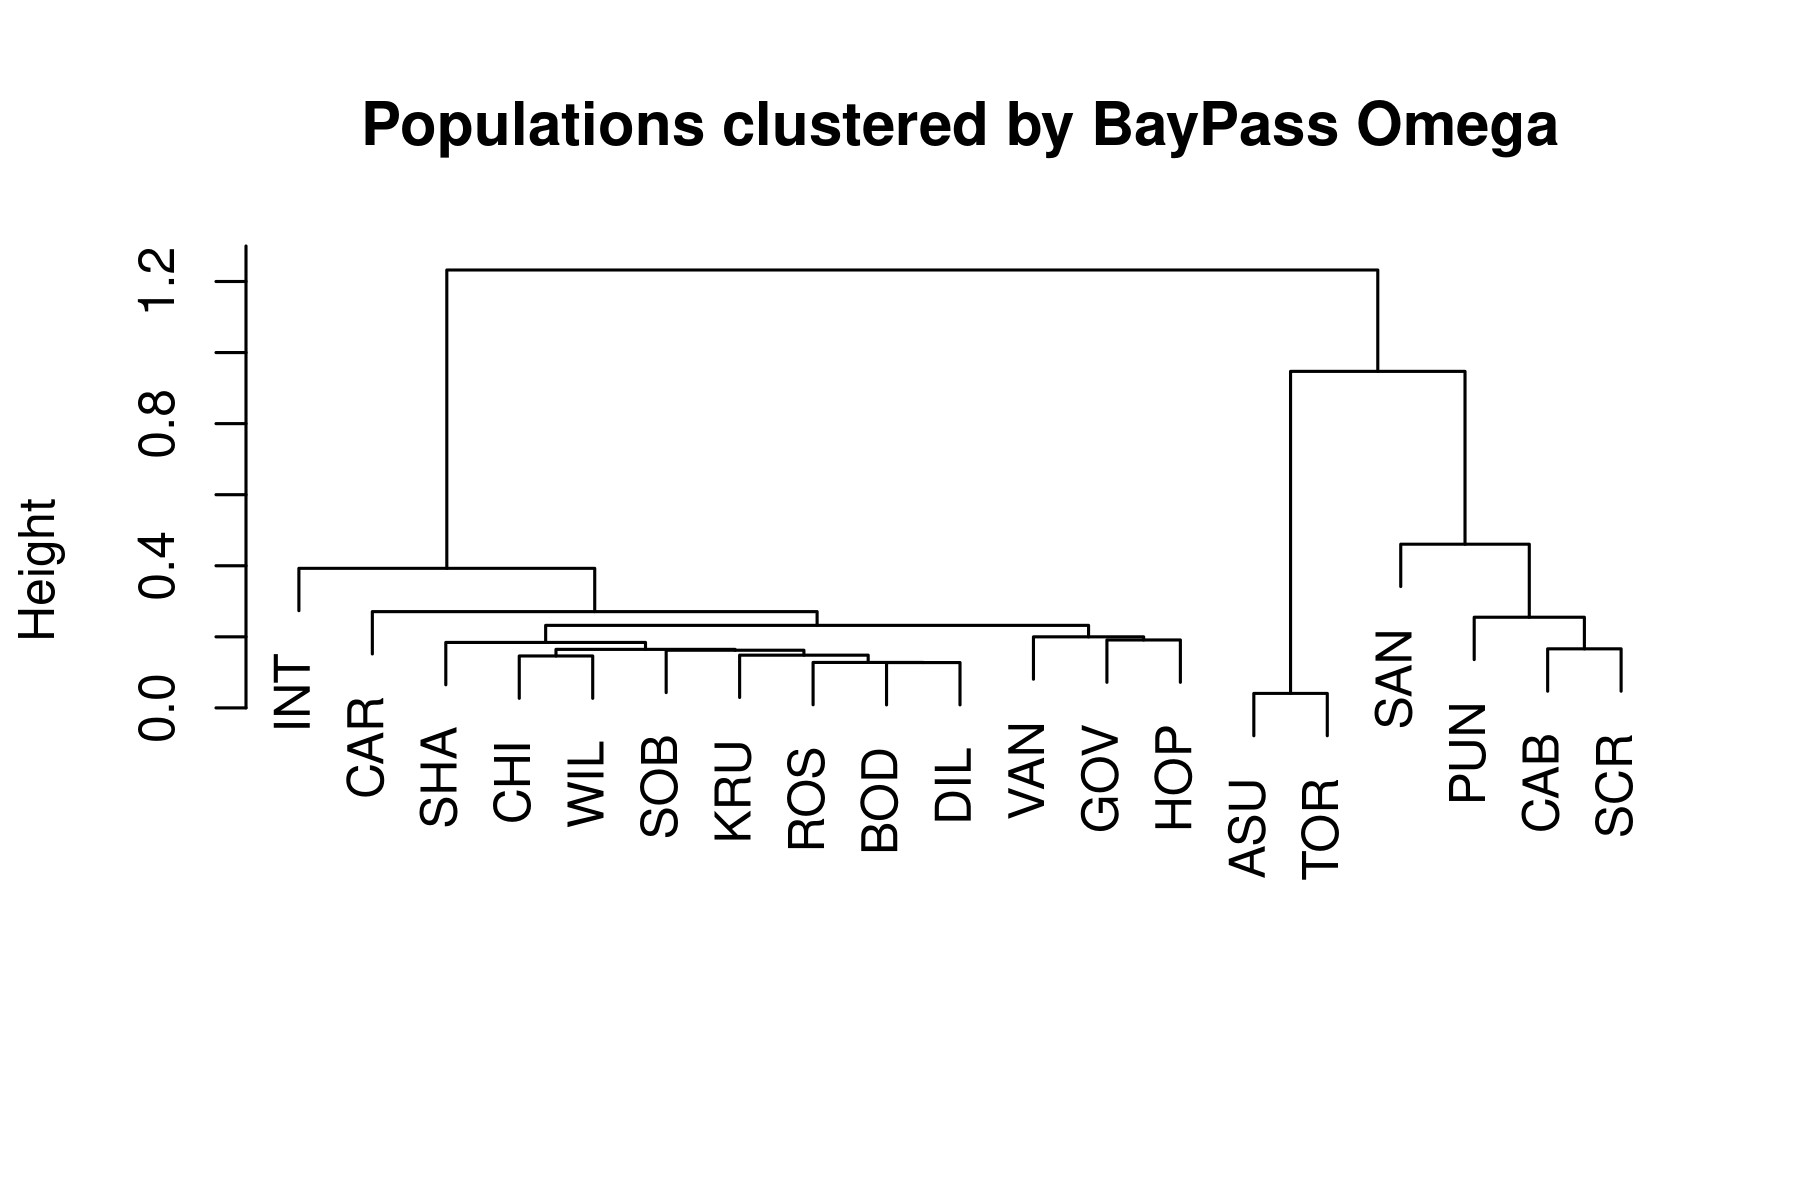 Populations clustered by BayPass Omega
Height
1.2
0.8
0.4
0.0
INT
CAR
SHA
CHI
WIL
SOB
KRU
ROS
BOD
DIL
VAN
GOV
HOP
ASU
TOR
SAN
PUN
CAB
SCR